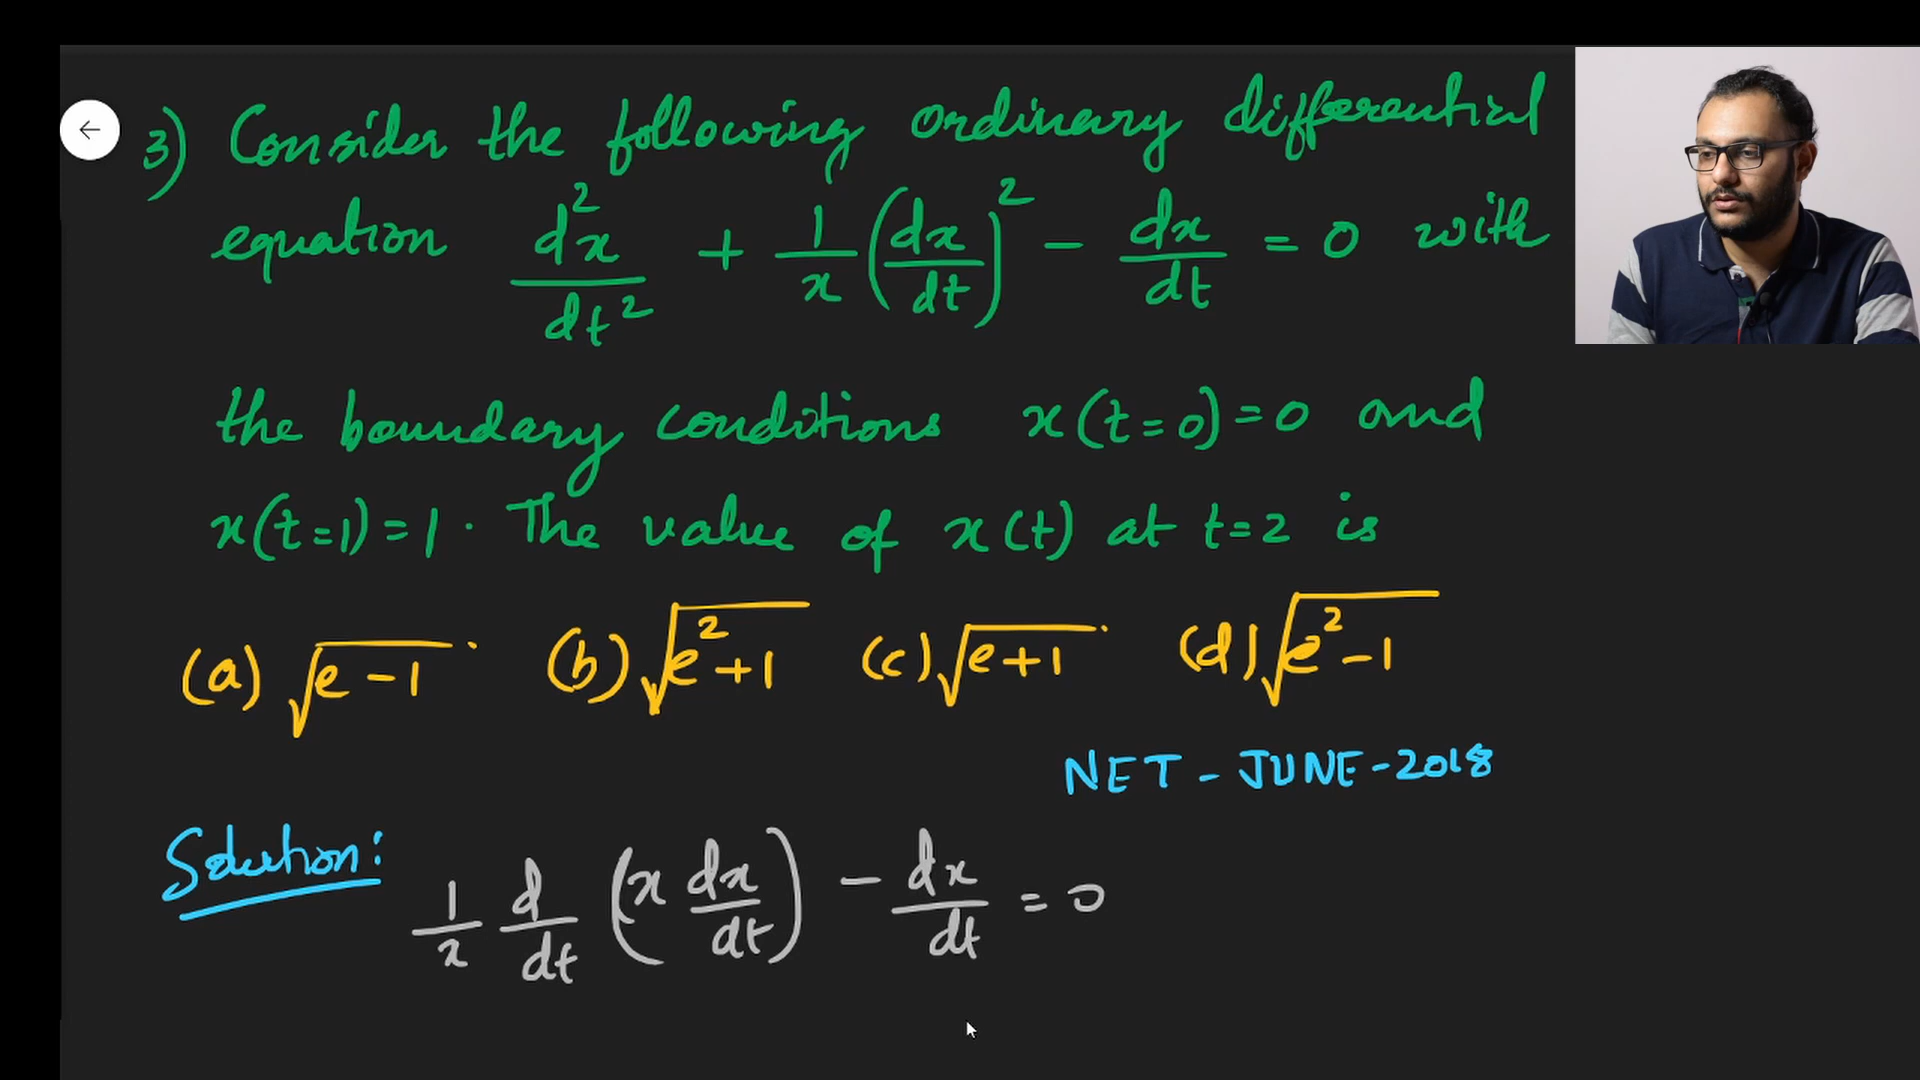 3) Consider the following ordinary differential
equation d²x/dt² + 1/x (dx/dt)² - dx/dt = 0 with
the boundary conditions x(t=0)=0 and
x(t=1)=1. The value of x(t) at t=2 is
(a) √(e-1) (b) √(e²+1) (c) √(e+1) (d) √(e²-1)
NET - JUNE - 2018
Solution: 1/x d/dt (x dx/dt) - dx/dt = 0